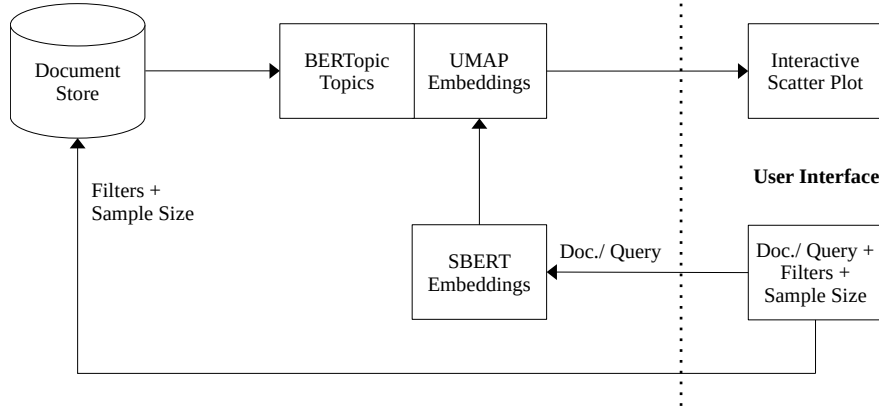 Document
Store
BERTopic
Topics
UMAP
Embeddings
Interactive
Scatter Plot
Filters +
Sample Size
User Interface
SBERT
Embeddings
Doc./ Query
Doc./ Query +
Filters +
Sample Size